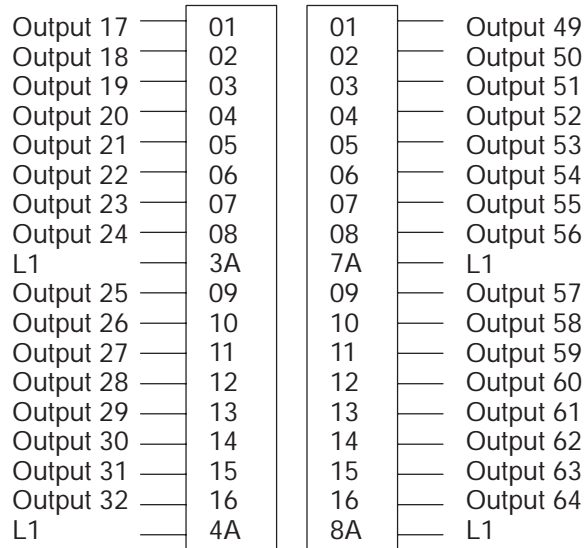 Output 17 01 01 Output 49
Output 18 02 02 Output 50
Output 19 03 03 Output 51
Output 20 04 04 Output 52
Output 21 05 05 Output 53
Output 22 06 06 Output 54
Output 23 07 07 Output 55
Output 24 08 08 Output 56
L1 3A 7A L1
Output 25 09 09 Output 57
Output 26 10 10 Output 58
Output 27 11 11 Output 59
Output 28 12 12 Output 60
Output 29 13 13 Output 61
Output 30 14 14 Output 62
Output 31 15 15 Output 63
Output 32 16 16 Output 64
L1 4A 8A L1